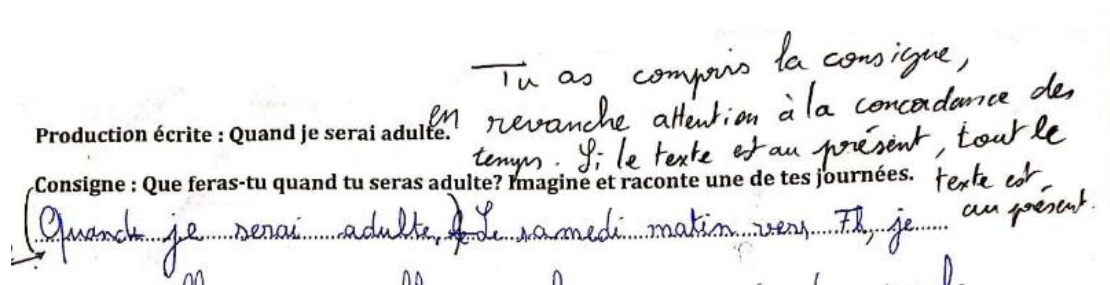 Tu as compris la consigne,
en revanche attention à la concordance des
temps. Si le texte est au présent, tout le
texte est
au présent.
Production écrite : Quand je serai adulte.
Consigne : Que feras-tu quand tu seras adulte? Imagine et raconte une de tes journées.
Quand je serai adulte, Le samedi matin vers 7h, je